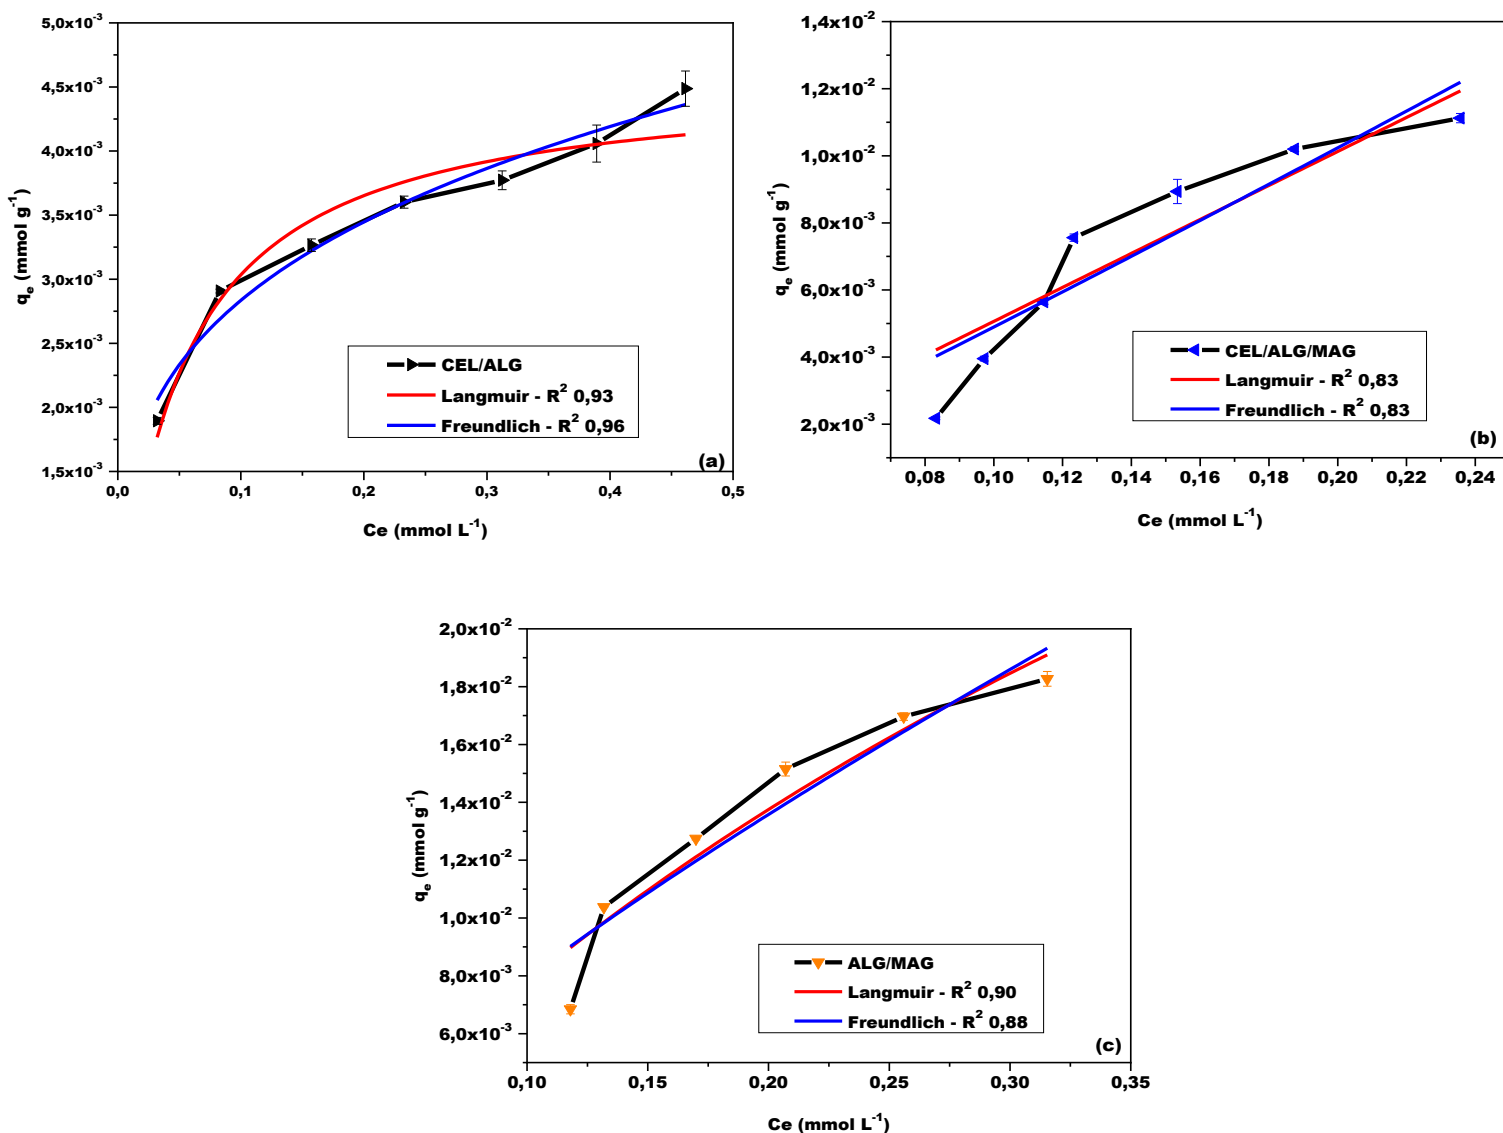 5,0x10⁻³
4,5x10⁻³
4,0x10⁻³
3,5x10⁻³
3,0x10⁻³
2,5x10⁻³
2,0x10⁻³
1,5x10⁻³
qₑ (mmol g⁻¹)
0,0 0,1 0,2 0,3 0,4 0,5
Ce (mmol L⁻¹)
CEL/ALG
Langmuir - R² 0,93
Freundlich - R² 0,96
(a)
1,4x10⁻²
1,2x10⁻²
1,0x10⁻²
8,0x10⁻³
6,0x10⁻³
4,0x10⁻³
2,0x10⁻³
qₑ (mmol g⁻¹)
0,08 0,10 0,12 0,14 0,16 0,18 0,20 0,22 0,24
Ce (mmol L⁻¹)
CEL/ALG/MAG
Langmuir - R² 0,83
Freundlich - R² 0,83
(b)
2,0x10⁻²
1,8x10⁻²
1,6x10⁻²
1,4x10⁻²
1,2x10⁻²
1,0x10⁻²
8,0x10⁻³
6,0x10⁻³
qₑ (mmol g⁻¹)
0,10 0,15 0,20 0,25 0,30 0,35
Ce (mmol L⁻¹)
ALG/MAG
Langmuir - R² 0,90
Freundlich - R² 0,88
(c)